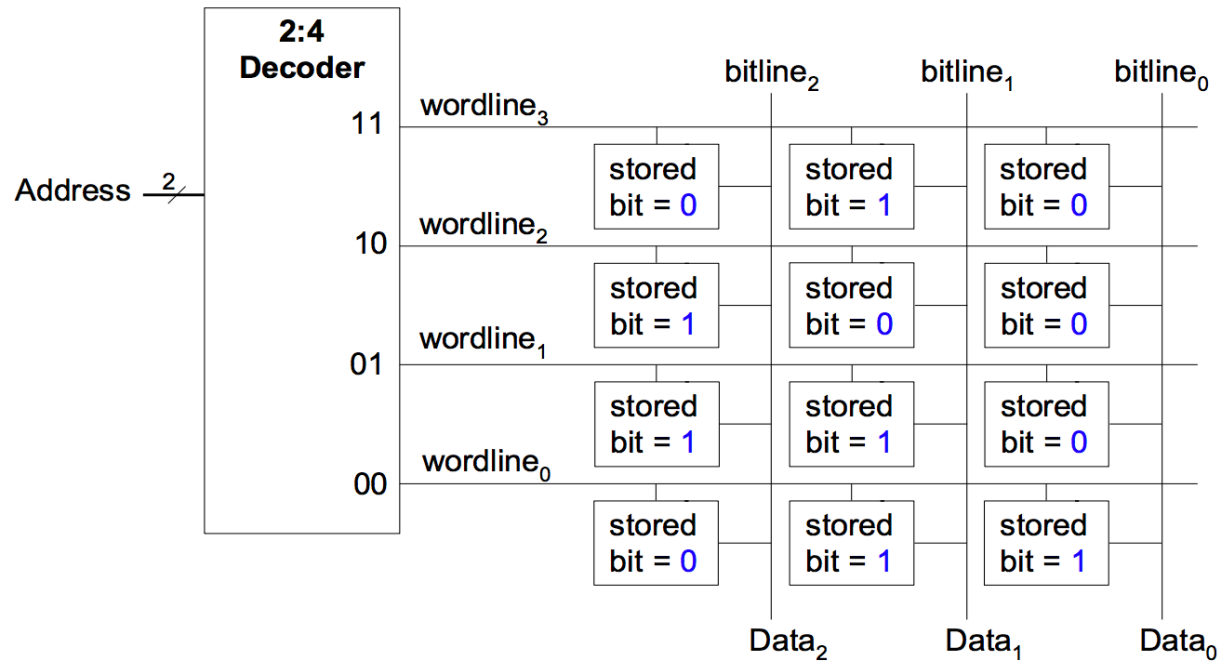 2:4
Decoder
bitline₂ bitline₁ bitline₀
wordline₃
11
stored stored stored
bit = 0 bit = 1 bit = 0
Address 2
wordline₂
10
stored stored stored
bit = 1 bit = 0 bit = 0
wordline₁
01
stored stored stored
bit = 1 bit = 1 bit = 0
wordline₀
00
stored stored stored
bit = 0 bit = 1 bit = 1
Data₂ Data₁ Data₀